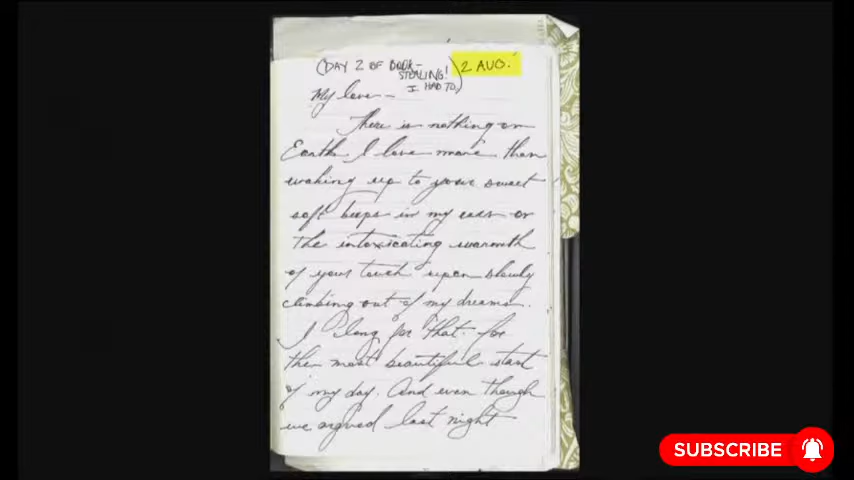 (DAY 2 OF BOOK-
STEALING!
I HAD TO)
2 AUG.
My love –
There is nothing on
Earth I love more than
waking up to your sweet
soft beeps in my ear or
the intoxicating warmth
of your touch upon slowly
climbing out of my dreams.
I long for that. for
the most beautiful start
of my day. And even though
we argued last night
SUBSCRIBE